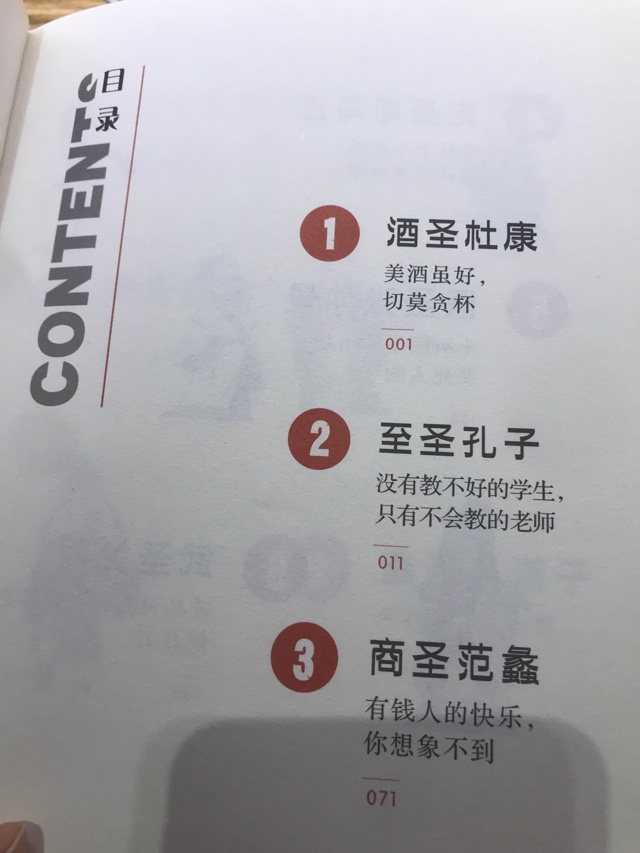 目录
CONTENTS
1
酒圣杜康
美酒虽好,
切莫贪杯
001
2
至圣孔子
没有教不好的学生,
只有不会教的老师
011
3
商圣范蠡
有钱人的快乐,
你想象不到
071